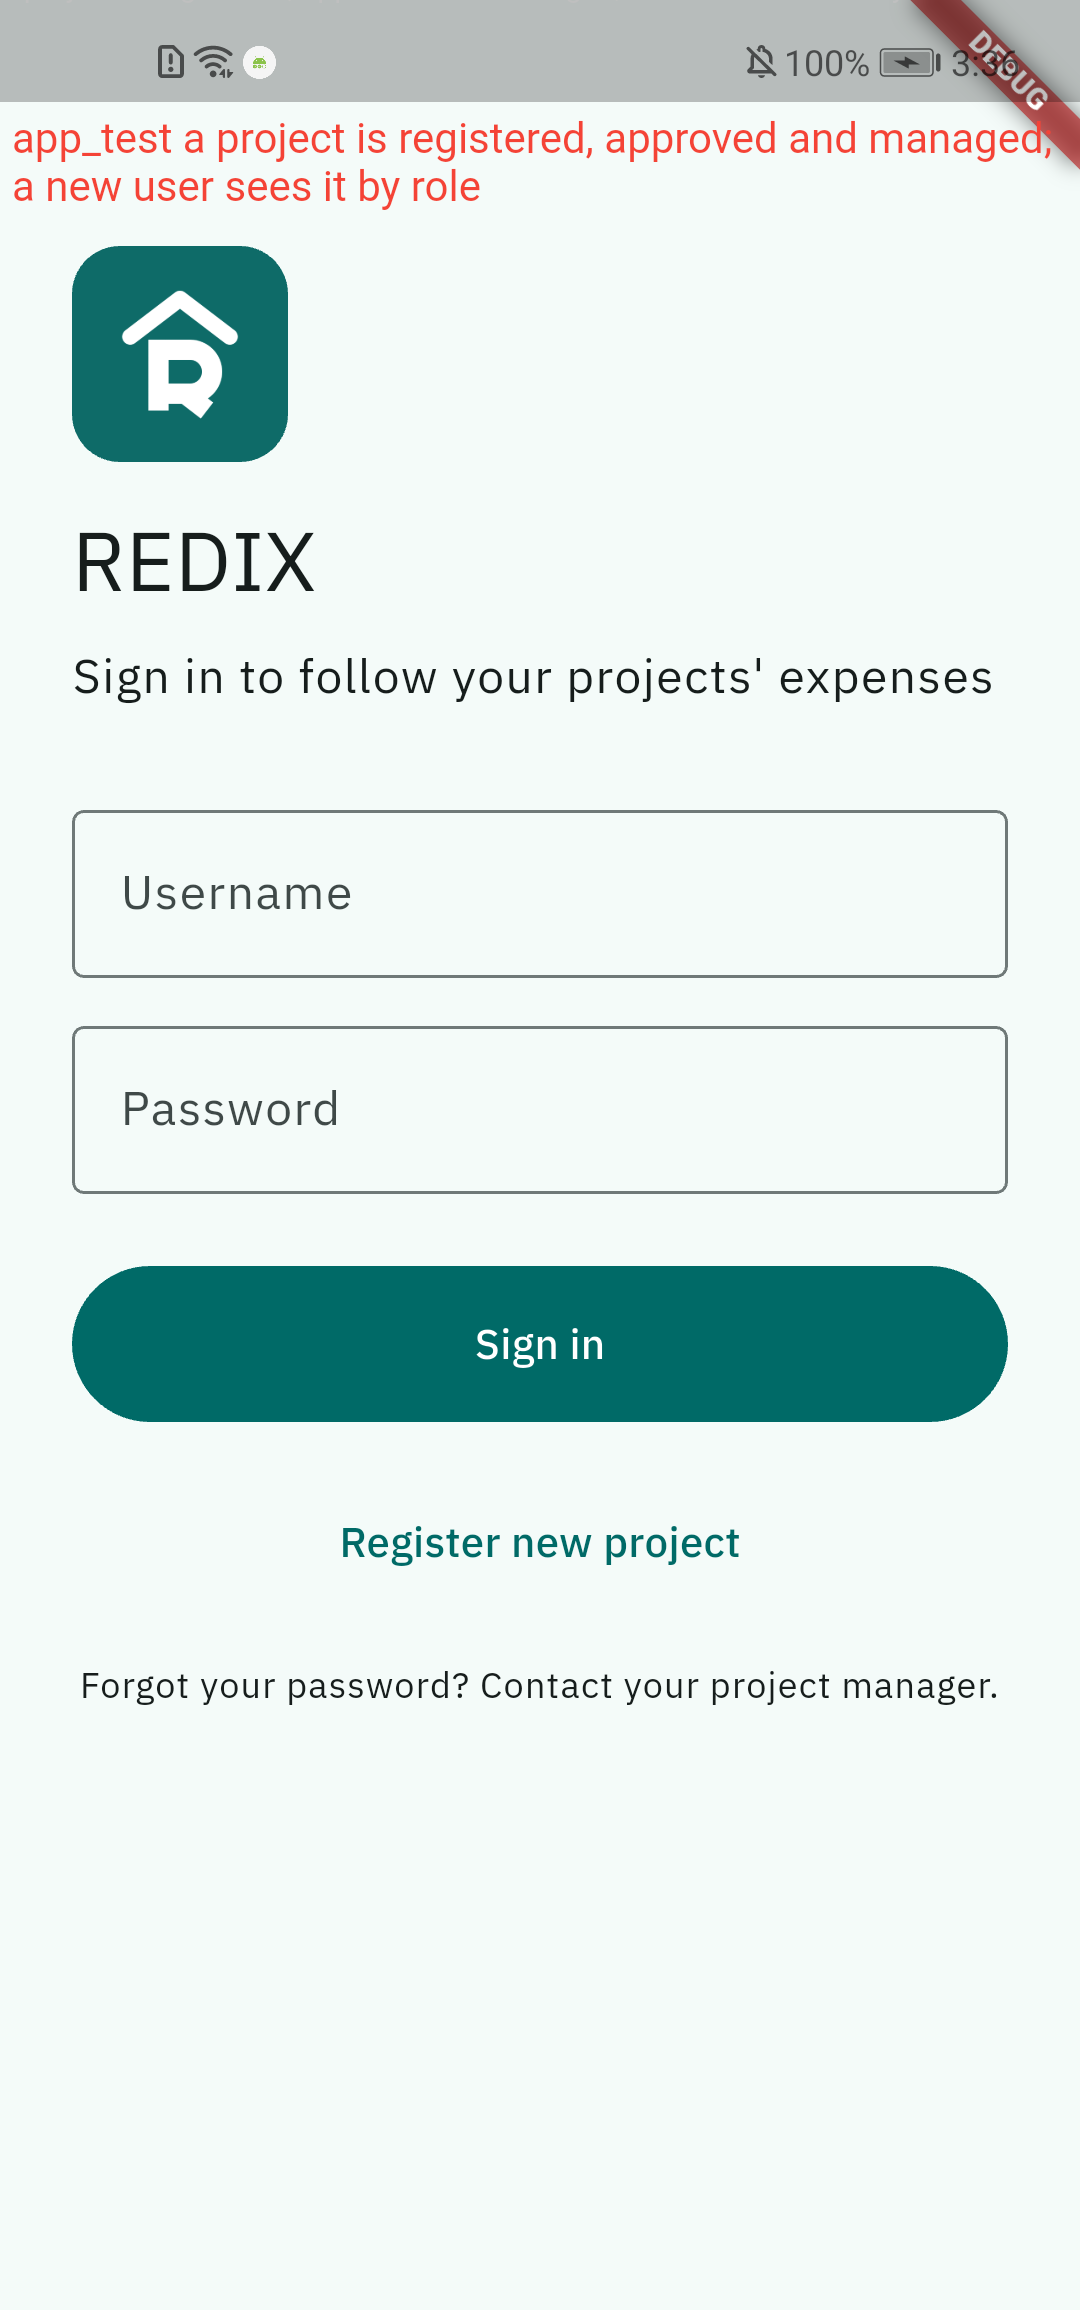 100%
DEBUG
app_test a project is registered, approved and managed;
a new user sees it by role
R
REDIX
Sign in to follow your projects' expenses
Username
Password
Sign in
Register new project
Forgot your password? Contact your project manager.